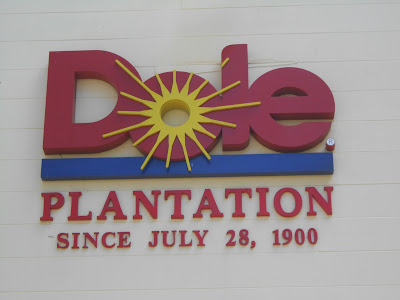 Dole®
PLANTATION
SINCE JULY 28, 1900